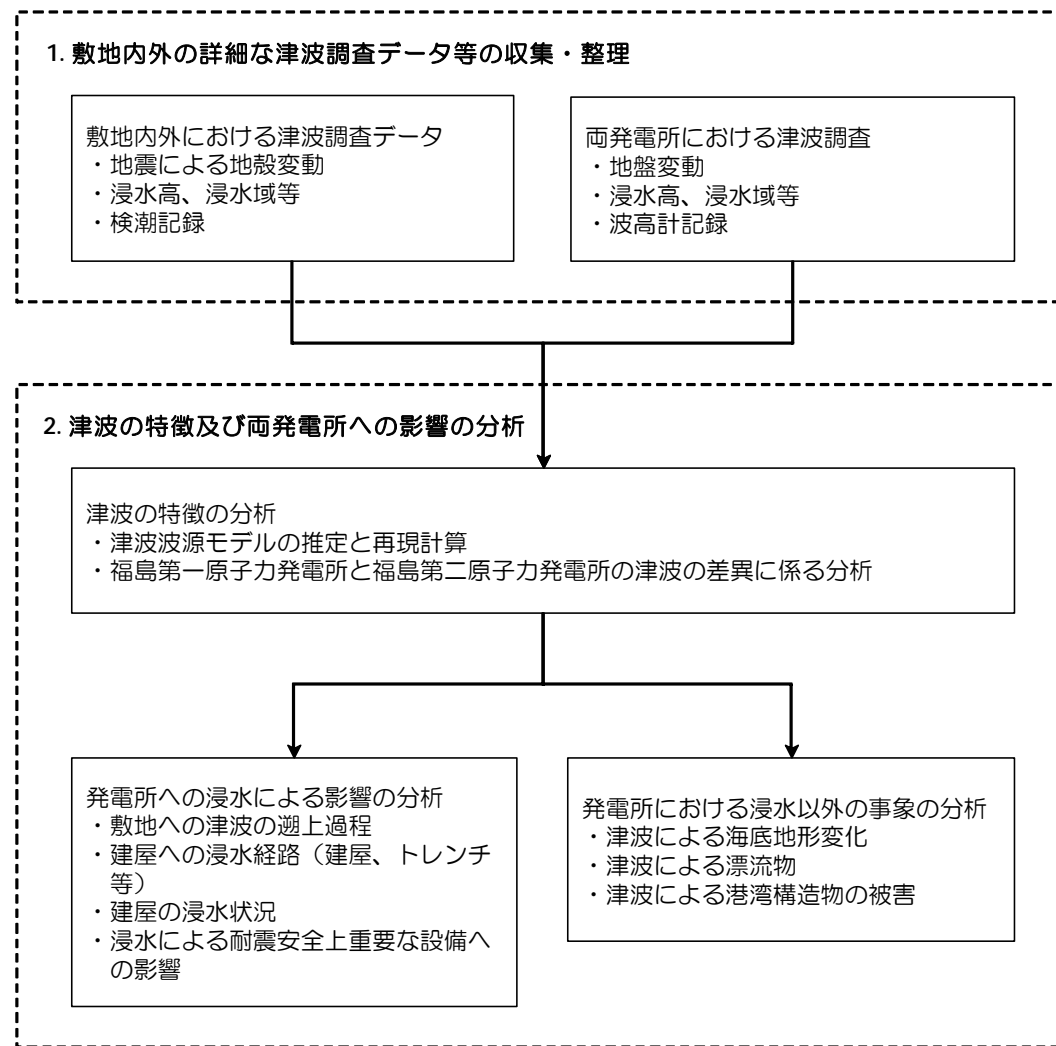 1. 敷地内外の詳細な津波調査データ等の収集・整理
敷地内外における津波調査データ
・地震による地殻変動
・浸水高、浸水域等
・検潮記録
両発電所における津波調査
・地盤変動
・浸水高、浸水域等
・波高計記録
2. 津波の特徴及び両発電所への影響の分析
津波の特徴の分析
・津波波源モデルの推定と再現計算
・福島第一原子力発電所と福島第二原子力発電所の津波の差異に係る分析
発電所への浸水による影響の分析
・敷地への津波の遡上過程
・建屋への浸水経路（建屋、トレンチ
等）
・建屋の浸水状況
・浸水による耐震安全上重要な設備へ
の影響
発電所における浸水以外の事象の分析
・津波による海底地形変化
・津波による漂流物
・津波による港湾構造物の被害